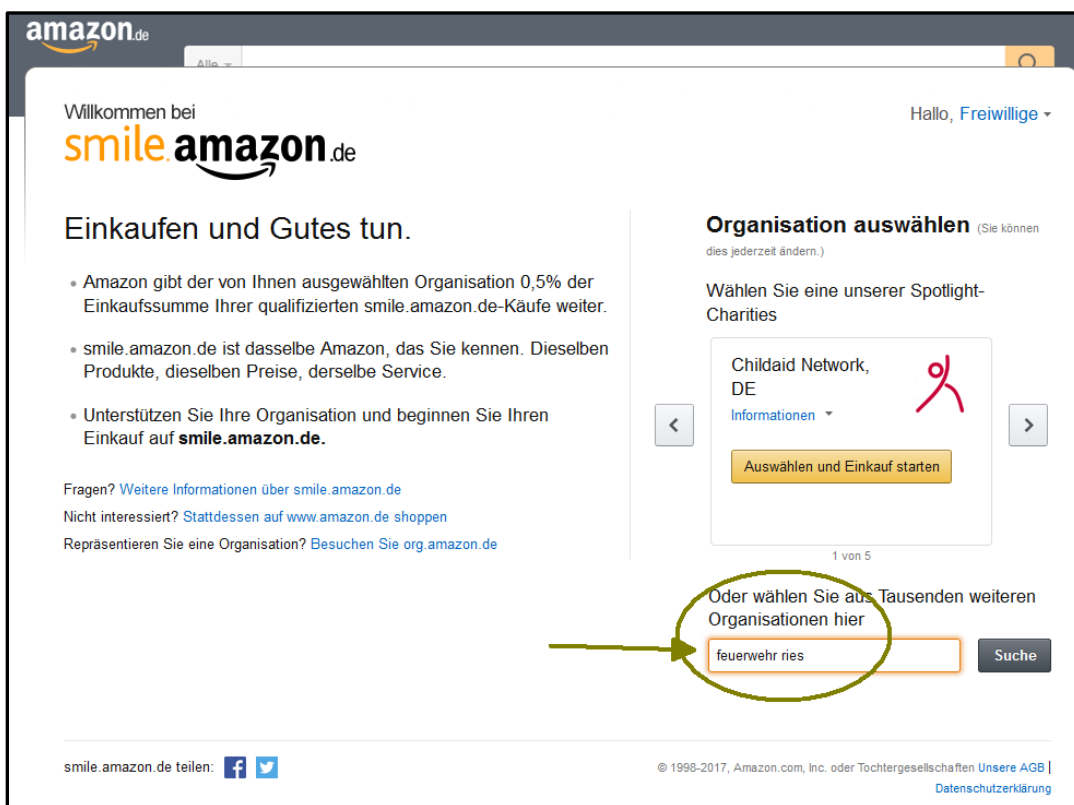 amazon.de
Alle
Willkommen bei
smile.amazon.de
Hallo, Freiwillige
Einkaufen und Gutes tun.
• Amazon gibt der von Ihnen ausgewählten Organisation 0,5% der
Einkaufssumme Ihrer qualifizierten smile.amazon.de-Käufe weiter.
• smile.amazon.de ist dasselbe Amazon, das Sie kennen. Dieselben
Produkte, dieselben Preise, derselbe Service.
• Unterstützen Sie Ihre Organisation und beginnen Sie Ihren
Einkauf auf smile.amazon.de.
Fragen? Weitere Informationen über smile.amazon.de
Nicht interessiert? Stattdessen auf www.amazon.de shoppen
Repräsentieren Sie eine Organisation? Besuchen Sie org.amazon.de
Organisation auswählen (Sie können
dies jederzeit ändern.)
Wählen Sie eine unserer Spotlight-
Charities
Childaid Network,
DE
Informationen
Auswählen und Einkauf starten
1 von 5
Oder wählen Sie aus Tausenden weiteren
Organisationen hier
feuerwehr ries
Suche
smile.amazon.de teilen:
© 1998-2017, Amazon.com, Inc. oder Tochtergesellschaften Unsere AGB |
Datenschutzerklärung